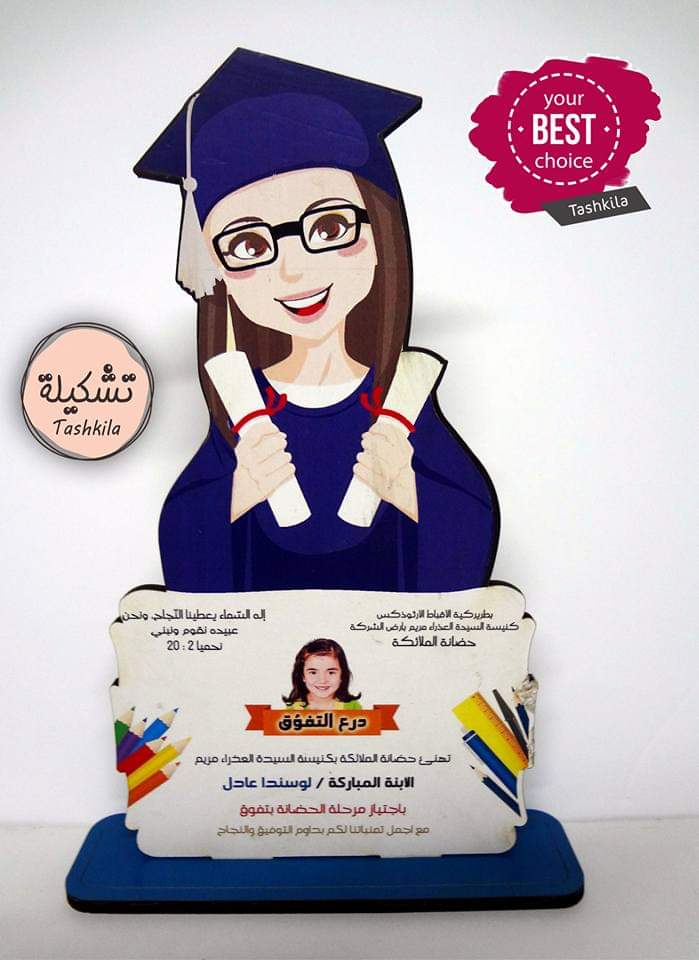 your
BEST
choice
Tashkila
تشكيلة
Tashkila
بطريركية الاقباط الارثوذكس
كنيسة السيدة العذراء مريم بارض الشركة
حضانة الملائكة
إله السماء يعطينا النجاح ونحن
عبيده نقوم ونبني
نحميا 2 : 20
درع التفوق
تهنئ حضانة الملائكة بكنيسة السيدة العذراء مريم
الابنة المباركة / لوسندا عادل
باجتياز مرحلة الحضانة بتفوق
مع اجمل تمنياتنا لكم بدوام التوفيق والنجاح